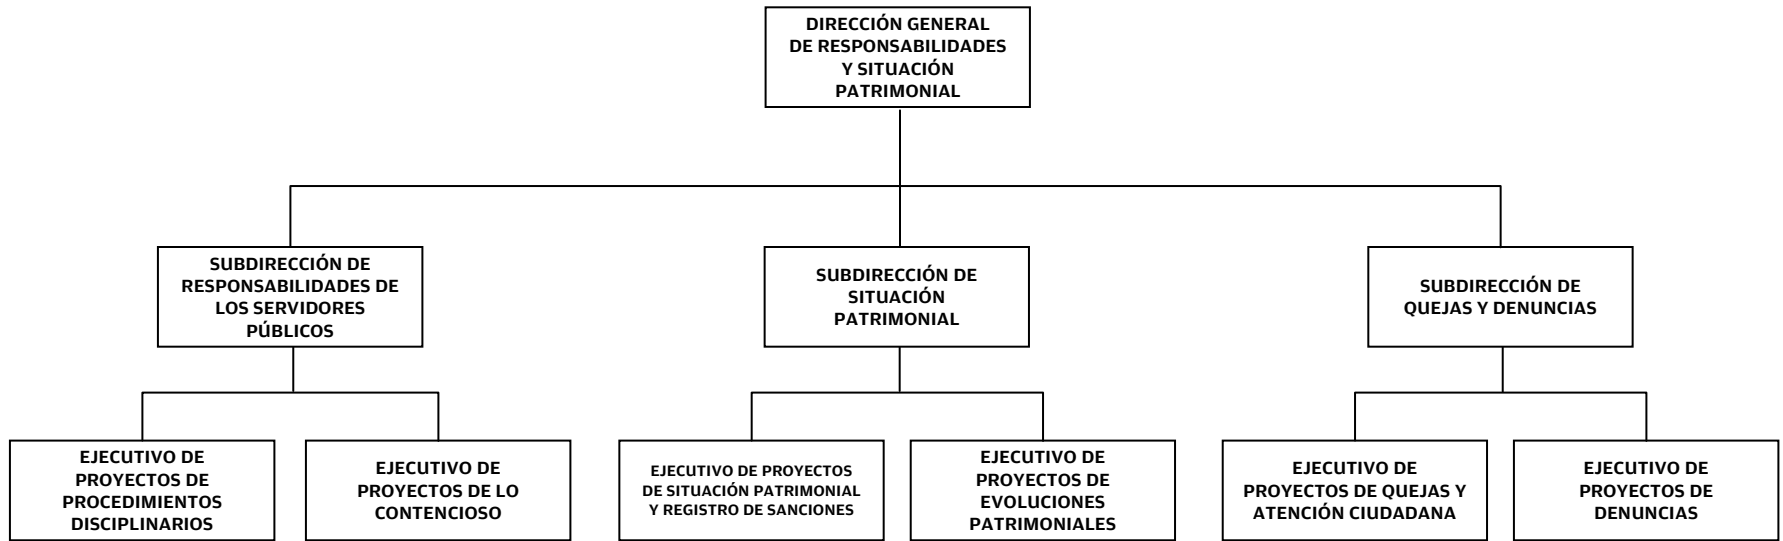 DIRECCIÓN GENERAL
DE RESPONSABILIDADES
Y SITUACIÓN
PATRIMONIAL
SUBDIRECCIÓN DE
RESPONSABILIDADES DE
LOS SERVIDORES
PÚBLICOS
SUBDIRECCIÓN DE
SITUACIÓN
PATRIMONIAL
SUBDIRECCIÓN DE
QUEJAS Y DENUNCIAS
EJECUTIVO DE
PROYECTOS DE
PROCEDIMIENTOS
DISCIPLINARIOS
EJECUTIVO DE
PROYECTOS DE LO
CONTENCIOSO
EJECUTIVO DE PROYECTOS
DE SITUACIÓN PATRIMONIAL
Y REGISTRO DE SANCIONES
EJECUTIVO DE
PROYECTOS DE
EVOLUCIONES
PATRIMONIALES
EJECUTIVO DE
PROYECTOS DE QUEJAS Y
ATENCIÓN CIUDADANA
EJECUTIVO DE
PROYECTOS DE
DENUNCIAS